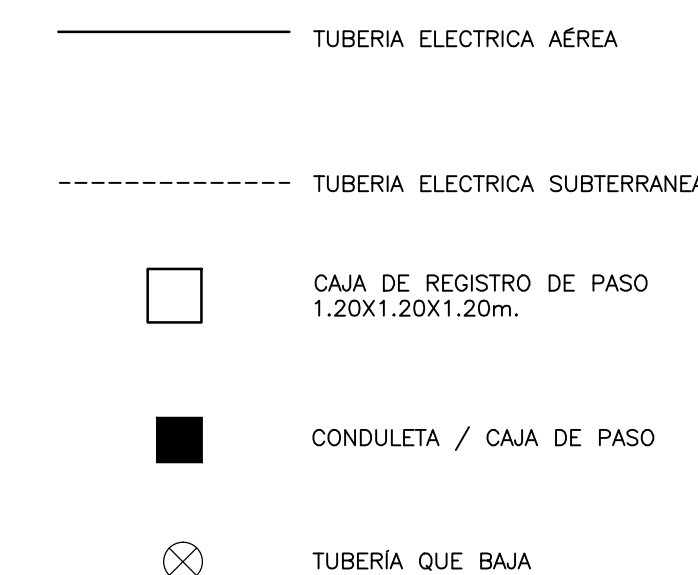 TUBERIA ELECTRICA AÉREA
TUBERIA ELECTRICA SUBTERRANEA
CAJA DE REGISTRO DE PASO
1.20X1.20X1.20m.
CONDULETA / CAJA DE PASO
TUBERÍA QUE BAJA